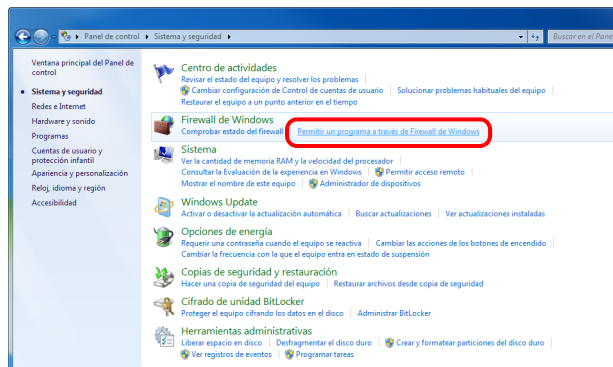 Panel de control ▸ Sistema y seguridad ▸
Buscar en el Pane
Ventana principal del Panel de
control
Sistema y seguridad
Redes e Internet
Hardware y sonido
Programas
Cuentas de usuario y
protección infantil
Apariencia y personalización
Reloj, idioma y región
Accesibilidad
Centro de actividades
Revisar el estado del equipo y resolver los problemas
Cambiar configuración de Control de cuentas de usuario | Solucionar problemas habituales del equipo
Restaurar el equipo a un punto anterior en el tiempo
Firewall de Windows
Comprobar estado del firewall | Permitir un programa a través de Firewall de Windows
Sistema
Ver la cantidad de memoria RAM y la velocidad del procesador
Consultar la Evaluación de la experiencia en Windows | Permitir acceso remoto
Mostrar el nombre de este equipo | Administrador de dispositivos
Windows Update
Activar o desactivar la actualización automática | Buscar actualizaciones | Ver actualizaciones instaladas
Opciones de energía
Requerir una contraseña cuando el equipo se reactiva | Cambiar las acciones de los botones de encendido
Cambiar la frecuencia con la que el equipo entra en estado de suspensión
Copias de seguridad y restauración
Hacer una copia de seguridad del equipo | Restaurar archivos desde copia de seguridad
Cifrado de unidad BitLocker
Proteger el equipo cifrando los datos en el disco | Administrar BitLocker
Herramientas administrativas
Liberar espacio en disco | Desfragmentar el disco duro | Crear y formatear particiones del disco duro
Ver registros de eventos | Programar tareas